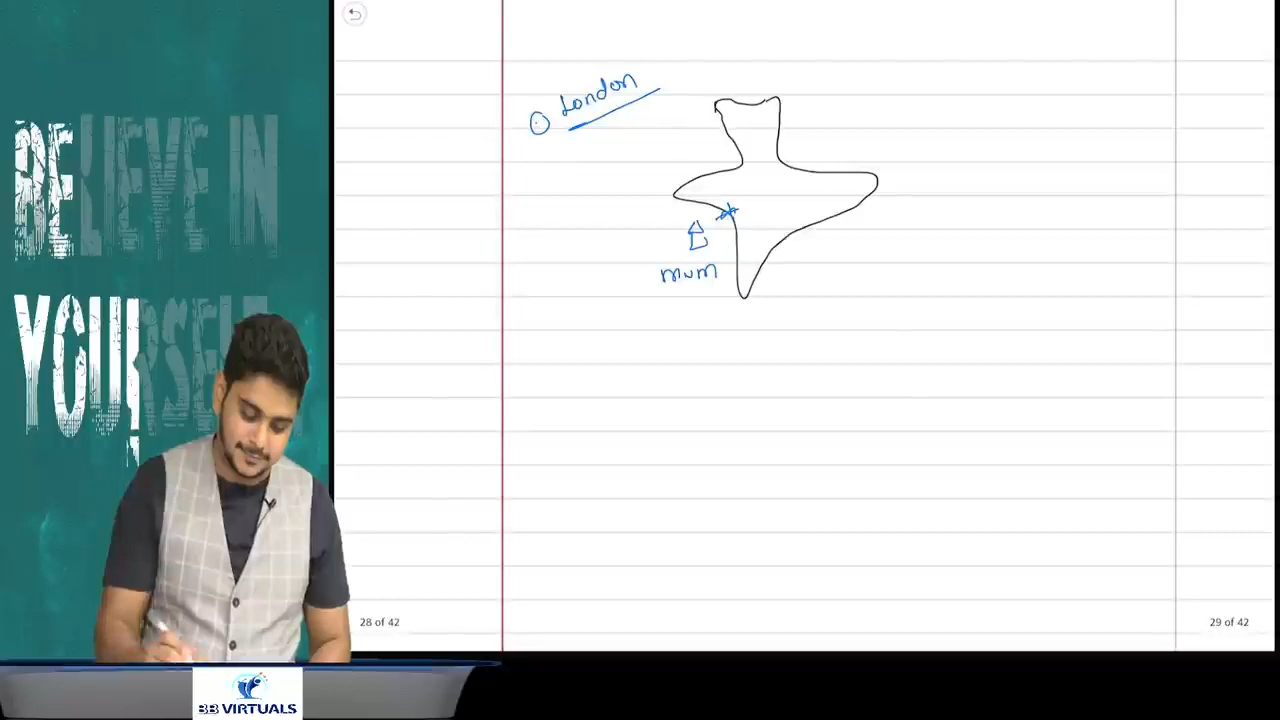 London
mum
BELIEVE IN
YOURSELF
28 of 42
29 of 42
BB VIRTUALS